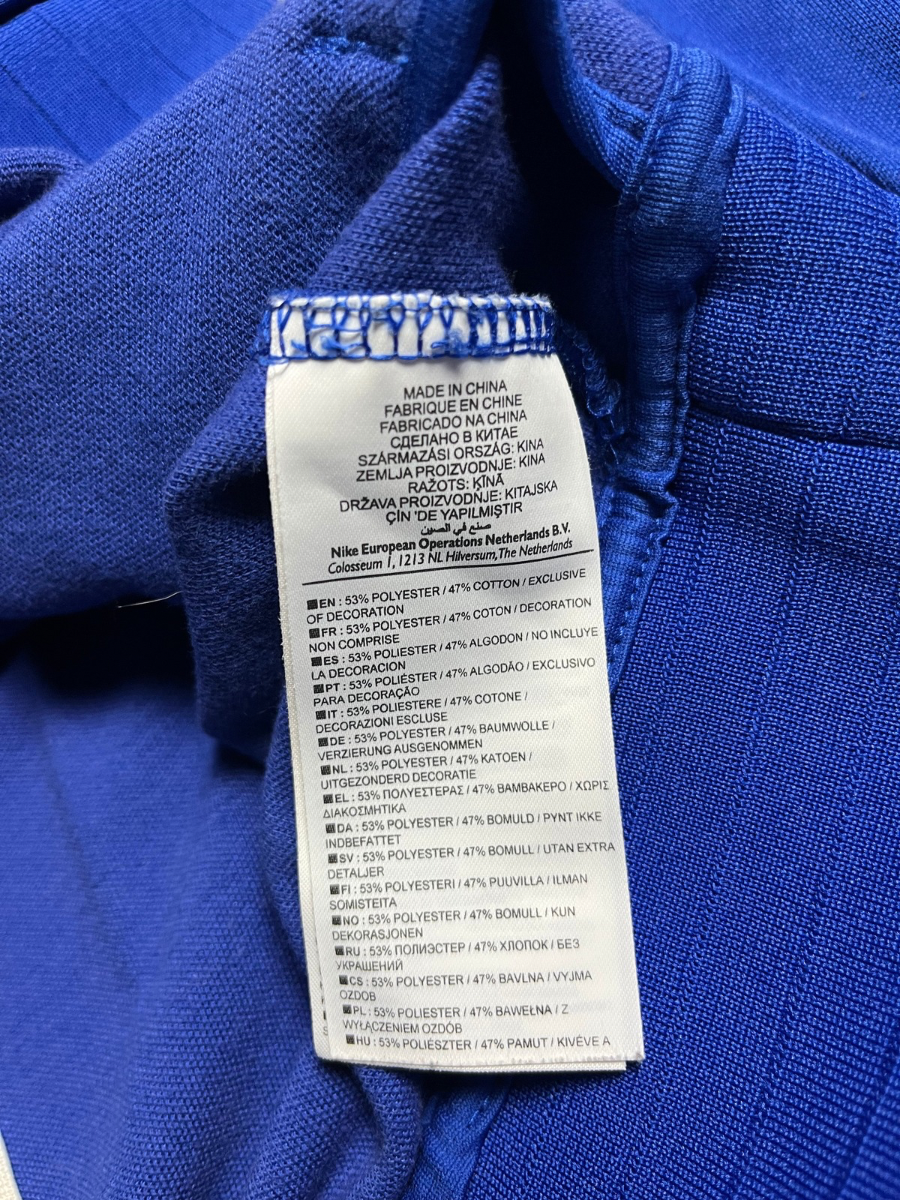 MADE IN CHINA
FABRIQUE EN CHINE
FABRICADO NA CHINA
СДЕЛАНО В КИТАЕ
SZÁRMAZÁSI ORSZÁG: KINA
ZEMLJA PROIZVODNJE: KINA
RAŽOTS: ĶĪNĀ
DRŽAVA PROIZVODNJE: KITAJSKA
ÇİN 'DE YAPILMIŞTIR
صنع في الصين
Nike European Operations Netherlands B.V.
Colosseum 1, 1213 NL Hilversum, The Netherlands
EN : 53% POLYESTER / 47% COTTON / EXCLUSIVE
OF DECORATION
FR : 53% POLYESTER / 47% COTON / DECORATION
NON COMPRISE
ES : 53% POLIESTER / 47% ALGODON / NO INCLUYE
LA DECORACION
PT : 53% POLIESTER / 47% ALGODÃO / EXCLUSIVO
PARA DECORAÇÃO
IT : 53% POLIESTERE / 47% COTONE /
DECORAZIONI ESCLUSE
DE : 53% POLYESTER / 47% BAUMWOLLE /
VERZIERUNG AUSGENOMMEN
NL : 53% POLYESTER / 47% KATOEN /
UITGEZONDERD DECORATIE
EL : 53% ΠΟΛΥΕΣΤΕΡΑΣ / 47% ΒΑΜΒΑΚΕΡΟ / ΧΩΡΙΣ
ΔΙΑΚΟΣΜΗΤΙΚΑ
DA : 53% POLYESTER / 47% BOMULD / PYNT IKKE
INDBEFATTET
SV : 53% POLYESTER / 47% BOMULL / UTAN EXTRA
DETALJER
FI : 53% POLYESTERI / 47% PUUVILLA / ILMAN
SOMISTEITA
NO : 53% POLYESTER / 47% BOMULL / KUN
DEKORASJONEN
RU : 53% ПОЛИЭСТЕР / 47% ХЛОПОК / БЕЗ
УКРАШЕНИЙ
CS : 53% POLYESTER / 47% BAVLNA / VYJMA
OZDOB
PL : 53% POLIESTER / 47% BAWEŁNA / Z
WYŁĄCZENIEM OZDÓB
HU : 53% POLIÉSZTER / 47% PAMUT / KIVÉVE A